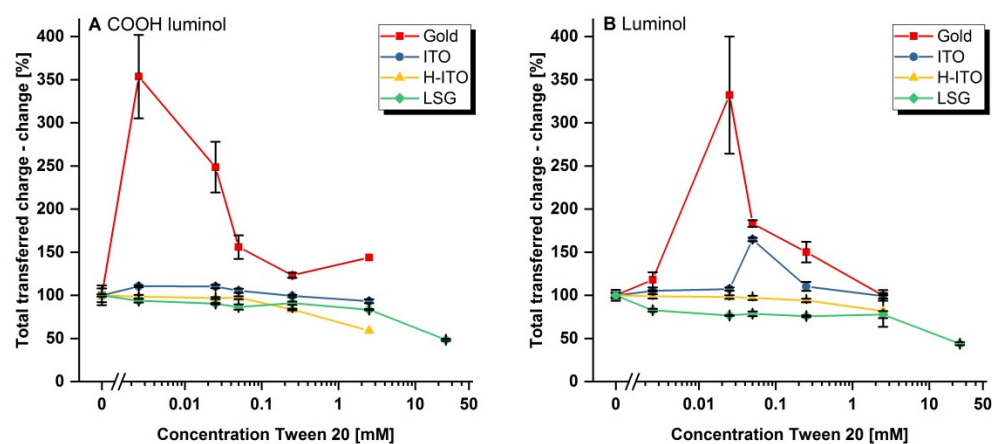 A COOH luminol
Total transferred charge - change [%]
400
350
300
250
200
150
100
50
0
Gold
ITO
H-ITO
LSG
0
0.01
0.1
1
10
50
Concentration Tween 20 [mM]
B Luminol
Total transferred charge - change [%]
400
350
300
250
200
150
100
50
0
Gold
ITO
H-ITO
LSG
0
0.01
0.1
1
10
50
Concentration Tween 20 [mM]